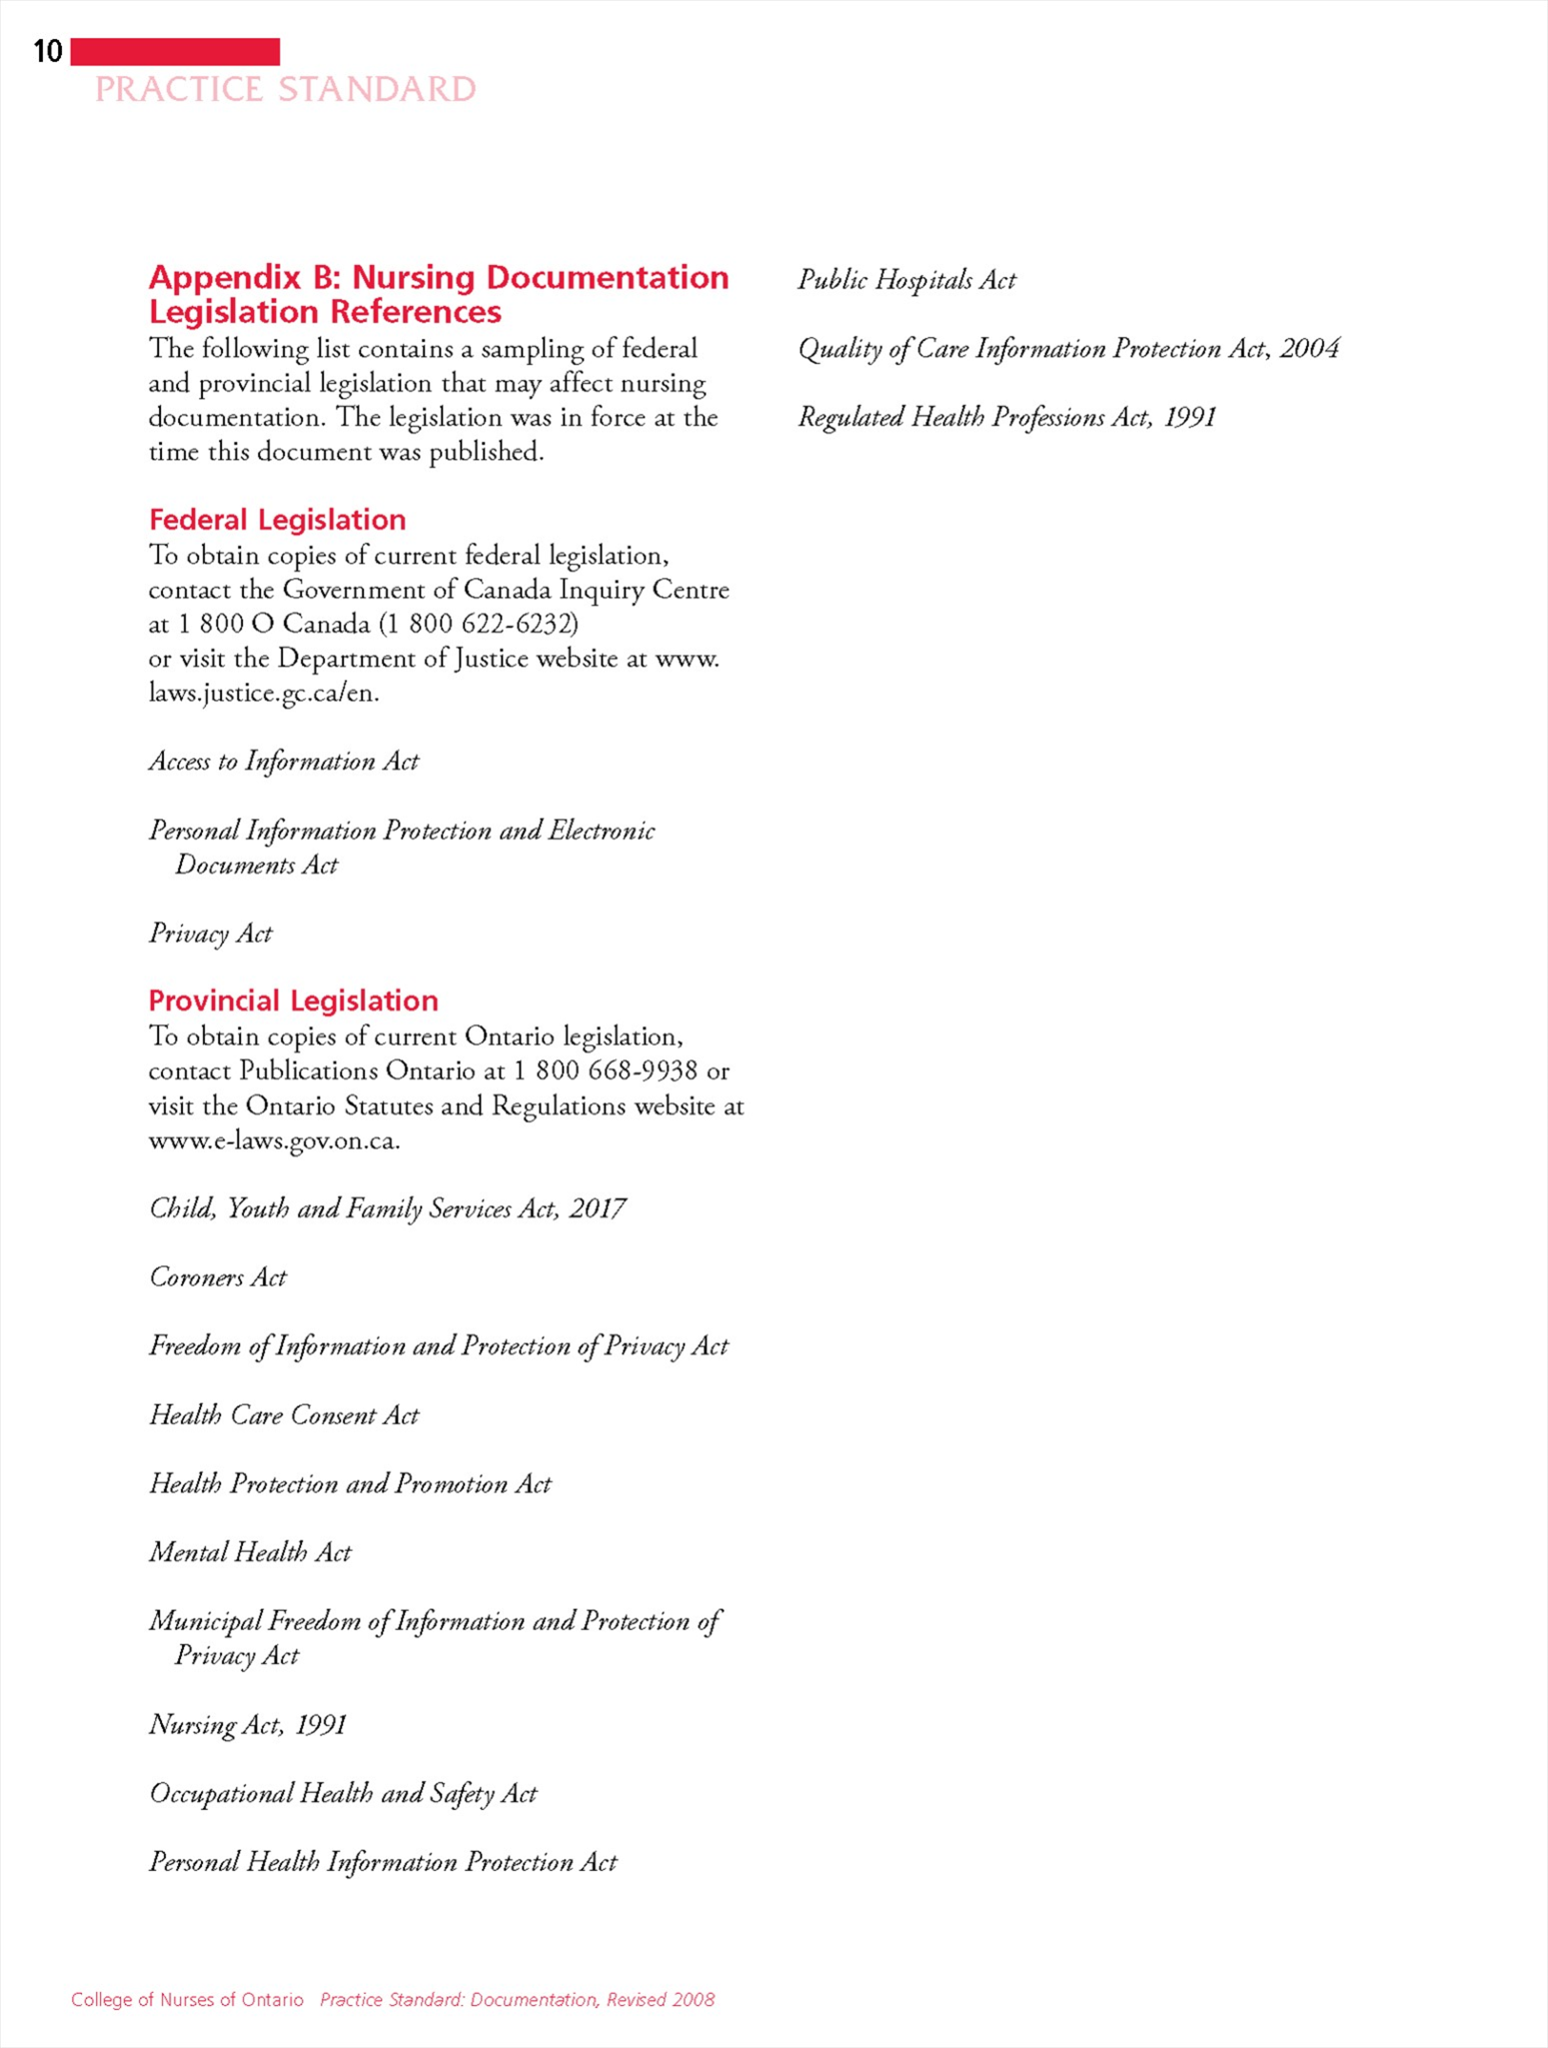 10
PRACTICE STANDARD
Appendix B: Nursing Documentation
Legislation References
The following list contains a sampling of federal
and provincial legislation that may affect nursing
documentation. The legislation was in force at the
time this document was published.
Federal Legislation
To obtain copies of current federal legislation,
contact the Government of Canada Inquiry Centre
at 1 800 O Canada (1 800 622-6232)
or visit the Department of Justice website at www.
laws.justice.gc.ca/en.
Access to Information Act
Personal Information Protection and Electronic
Documents Act
Privacy Act
Provincial Legislation
To obtain copies of current Ontario legislation,
contact Publications Ontario at 1 800 668-9938 or
visit the Ontario Statutes and Regulations website at
www.e-laws.gov.on.ca.
Child, Youth and Family Services Act, 2017
Coroners Act
Freedom of Information and Protection of Privacy Act
Health Care Consent Act
Health Protection and Promotion Act
Mental Health Act
Municipal Freedom of Information and Protection of
Privacy Act
Nursing Act, 1991
Occupational Health and Safety Act
Personal Health Information Protection Act
Public Hospitals Act
Quality of Care Information Protection Act, 2004
Regulated Health Professions Act, 1991
College of Nurses of Ontario Practice Standard: Documentation, Revised 2008